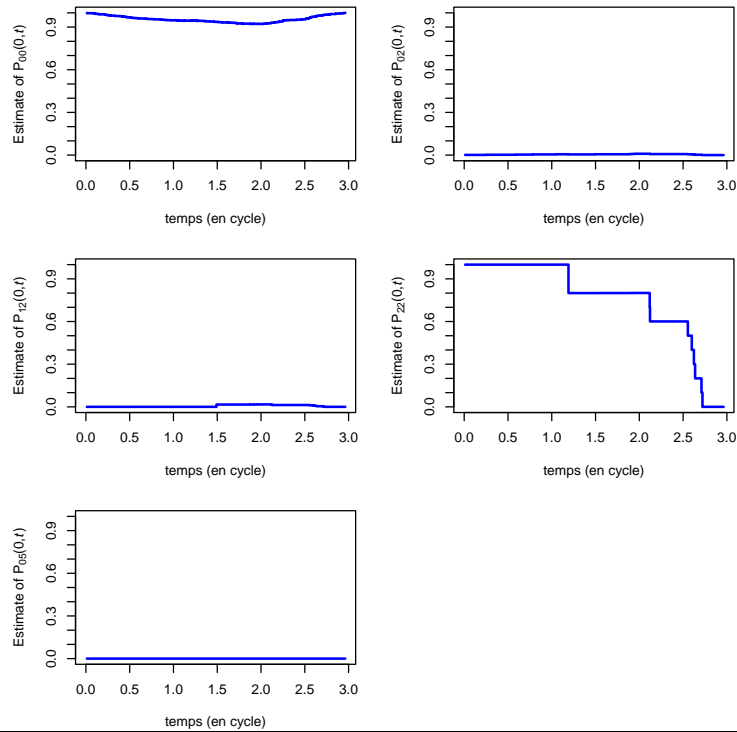 Estimate of P00(0,t)
0.0 0.3 0.6 0.9
0.0 0.5 1.0 1.5 2.0 2.5 3.0
temps (en cycle)
Estimate of P02(0,t)
0.0 0.3 0.6 0.9
0.0 0.5 1.0 1.5 2.0 2.5 3.0
temps (en cycle)
Estimate of P12(0,t)
0.0 0.3 0.6 0.9
0.0 0.5 1.0 1.5 2.0 2.5 3.0
temps (en cycle)
Estimate of P22(0,t)
0.0 0.3 0.6 0.9
0.0 0.5 1.0 1.5 2.0 2.5 3.0
temps (en cycle)
Estimate of P05(0,t)
0.0 0.3 0.6 0.9
0.0 0.5 1.0 1.5 2.0 2.5 3.0
temps (en cycle)